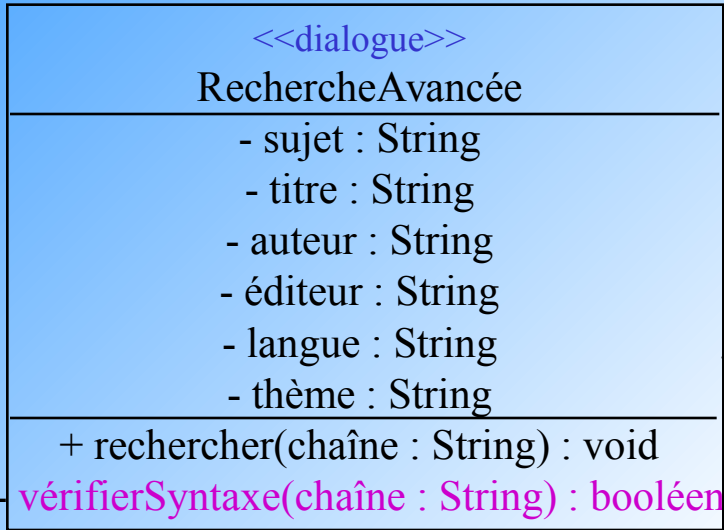 <<dialogue>>
RechercheAvancée
- sujet : String
- titre : String
- auteur : String
- éditeur : String
- langue : String
- thème : String
+ rechercher(chaîne : String) : void
vérifierSyntaxe(chaîne : String) : booléen